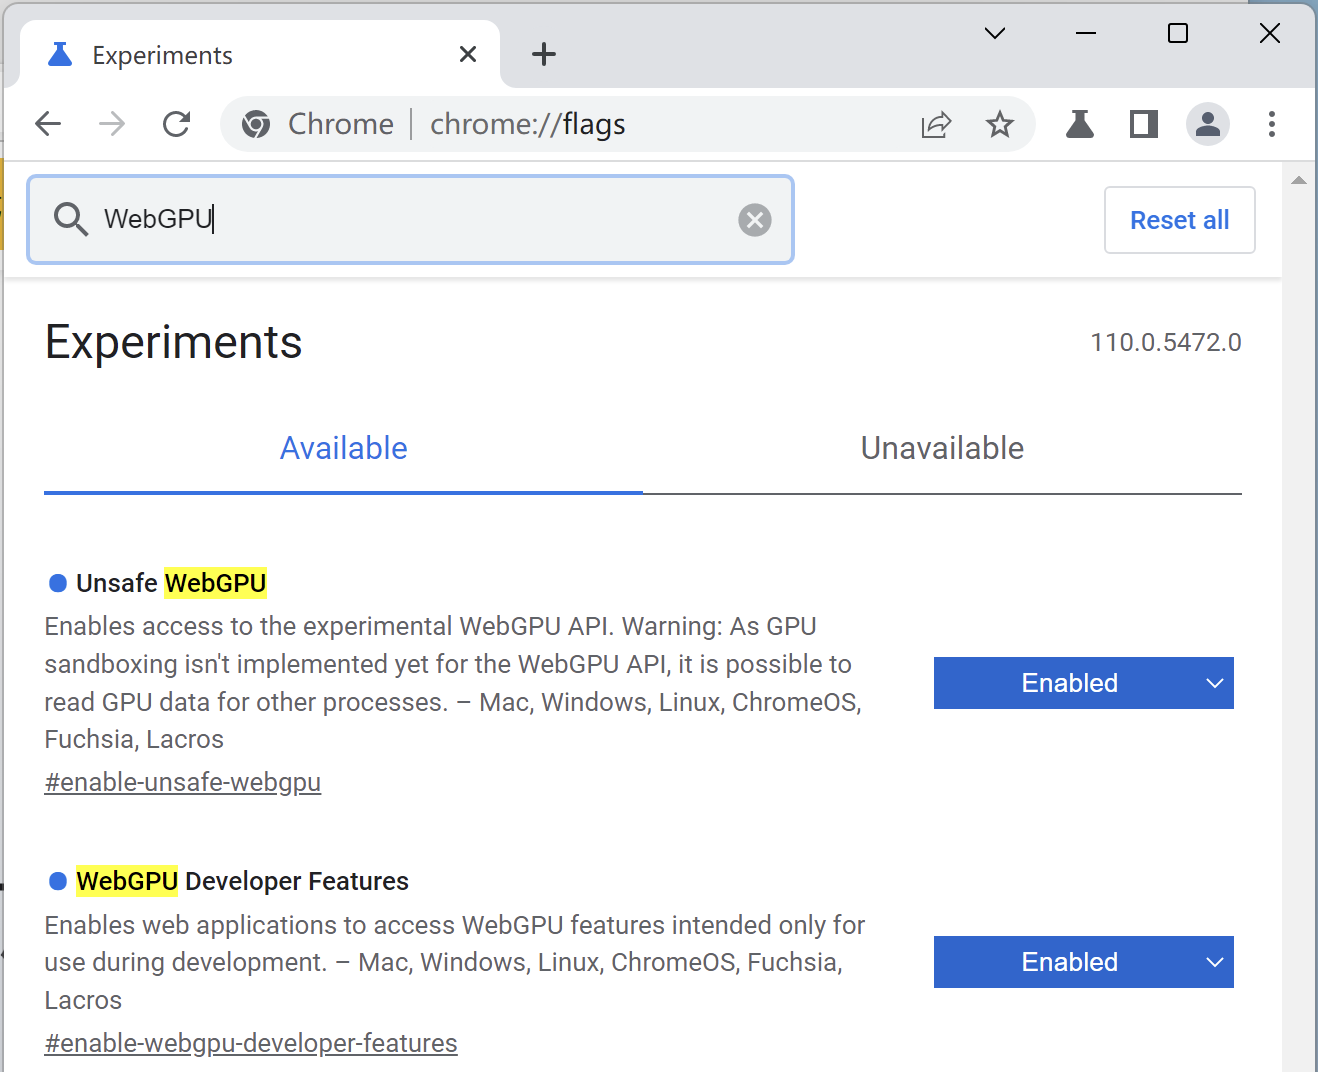 Experiments
Chrome | chrome://flags
WebGPU
Reset all
Experiments
110.0.5472.0
Available
Unavailable
Unsafe WebGPU
Enables access to the experimental WebGPU API. Warning: As GPU
sandboxing isn't implemented yet for the WebGPU API, it is possible to
read GPU data for other processes. – Mac, Windows, Linux, ChromeOS,
Fuchsia, Lacros
#enable-unsafe-webgpu
Enabled
WebGPU Developer Features
Enables web applications to access WebGPU features intended only for
use during development. – Mac, Windows, Linux, ChromeOS, Fuchsia,
Lacros
#enable-webgpu-developer-features
Enabled